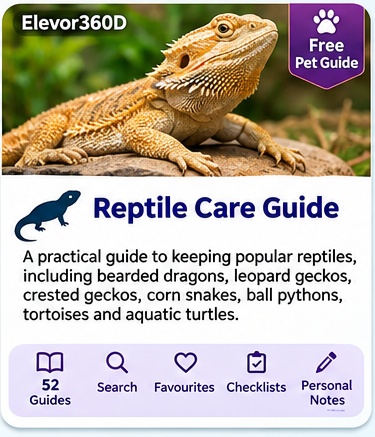 Elevor360D
Free
Pet Guide
Reptile Care Guide
A practical guide to keeping popular reptiles,
including bearded dragons, leopard geckos,
crested geckos, corn snakes, ball pythons,
tortoises and aquatic turtles.
52
Guides
Search
Favourites
Checklists
Personal
Notes